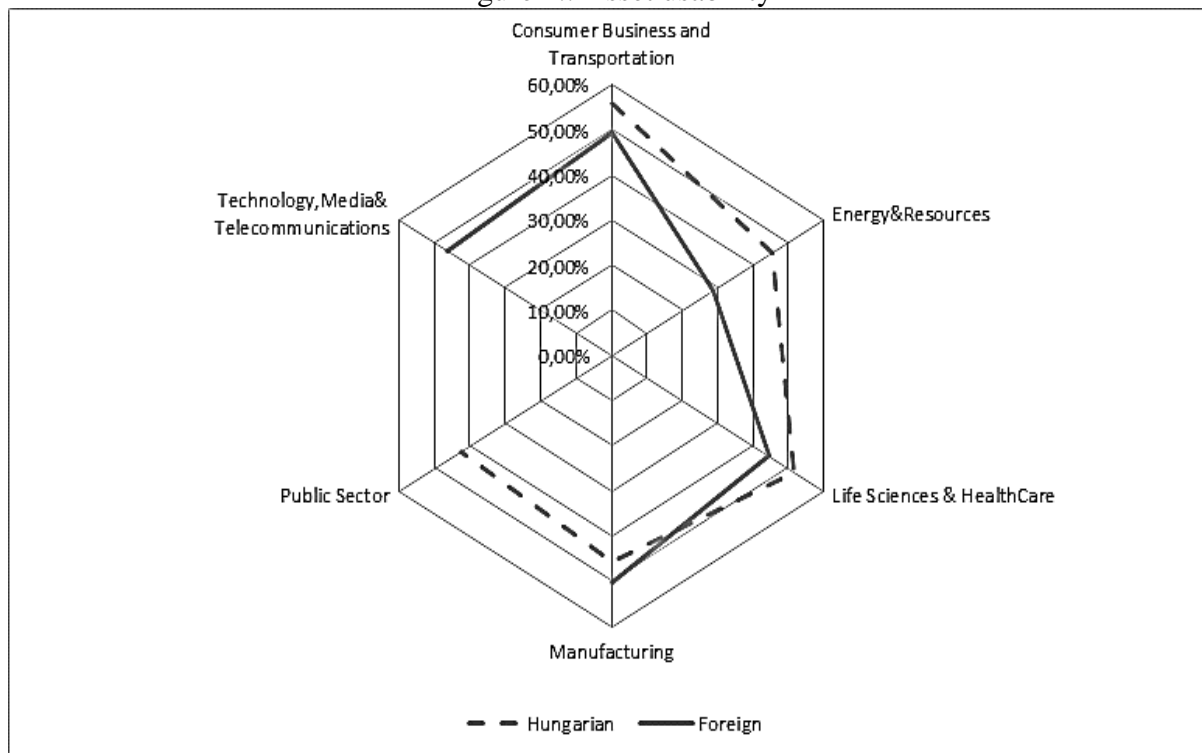 Consumer Business and
Transportation
60,00%
50,00%
40,00%
30,00%
20,00%
10,00%
0,00%
Technology,Media&
Telecommunications
Energy&Resources
Public Sector
Life Sciences & HealthCare
Manufacturing
Hungarian
Foreign